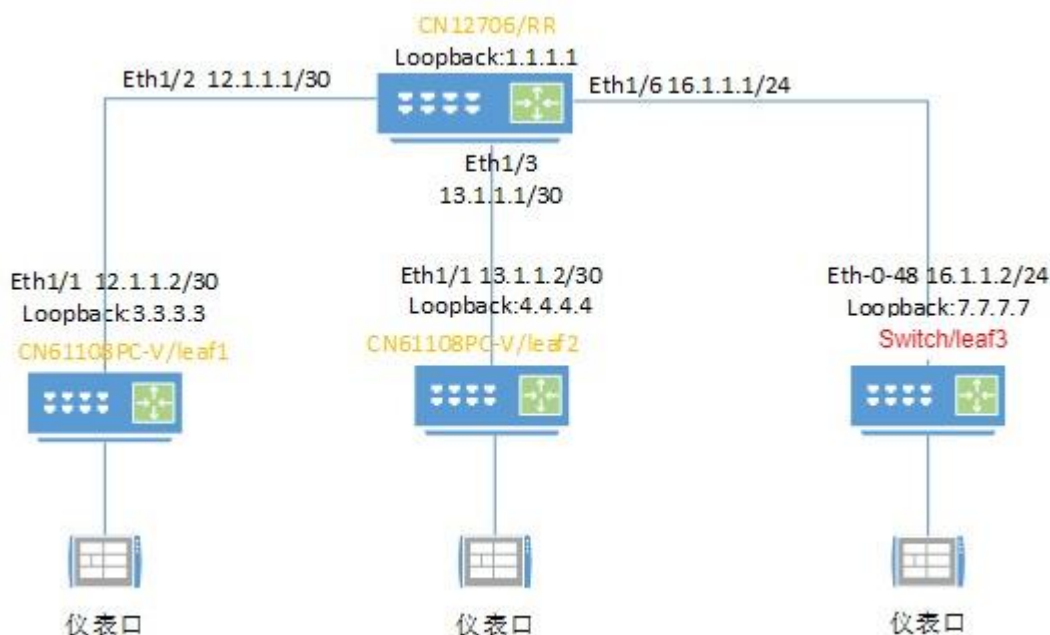 CN12706/RR
Loopback:1.1.1.1
Eth1/2 12.1.1.1/30
Eth1/6 16.1.1.1/24
Eth1/3
13.1.1.1/30
Eth1/1 12.1.1.2/30
Loopback:3.3.3.3
CN61108PC-V/leaf1
Eth1/1 13.1.1.2/30
Loopback:4.4.4.4
CN61108PC-V/leaf2
Eth-0-48 16.1.1.2/24
Loopback:7.7.7.7
Switch/leaf3
仪表口
仪表口
仪表口